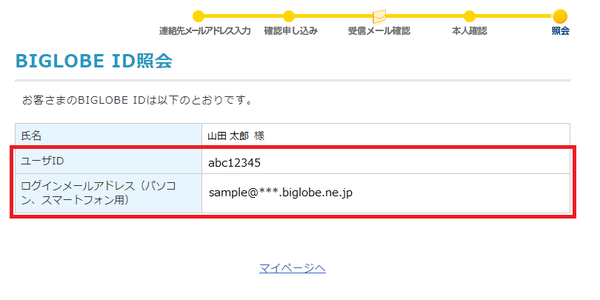 連絡先メールアドレス入力 確認申し込み 受信メール確認 本人確認 照会
BIGLOBE ID照会
お客さまのBIGLOBE IDは以下のとおりです。
氏名 山田 太郎 様
ユーザID abc12345
ログインメールアドレス（パソコ
ン、スマートフォン用） sample@***.biglobe.ne.jp
マイページへ